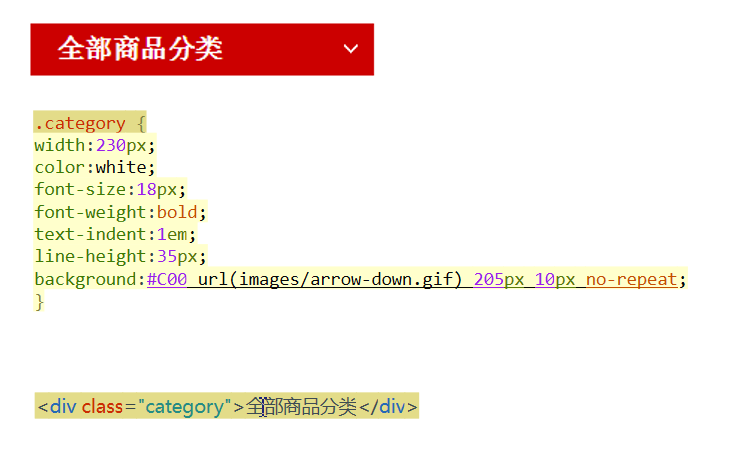 全部商品分类
.category {
width:230px;
color:white;
font-size:18px;
font-weight:bold;
text-indent:1em;
line-height:35px;
background:#C00 url(images/arrow-down.gif) 205px 10px no-repeat;
}
<div class="category">全部商品分类</div>